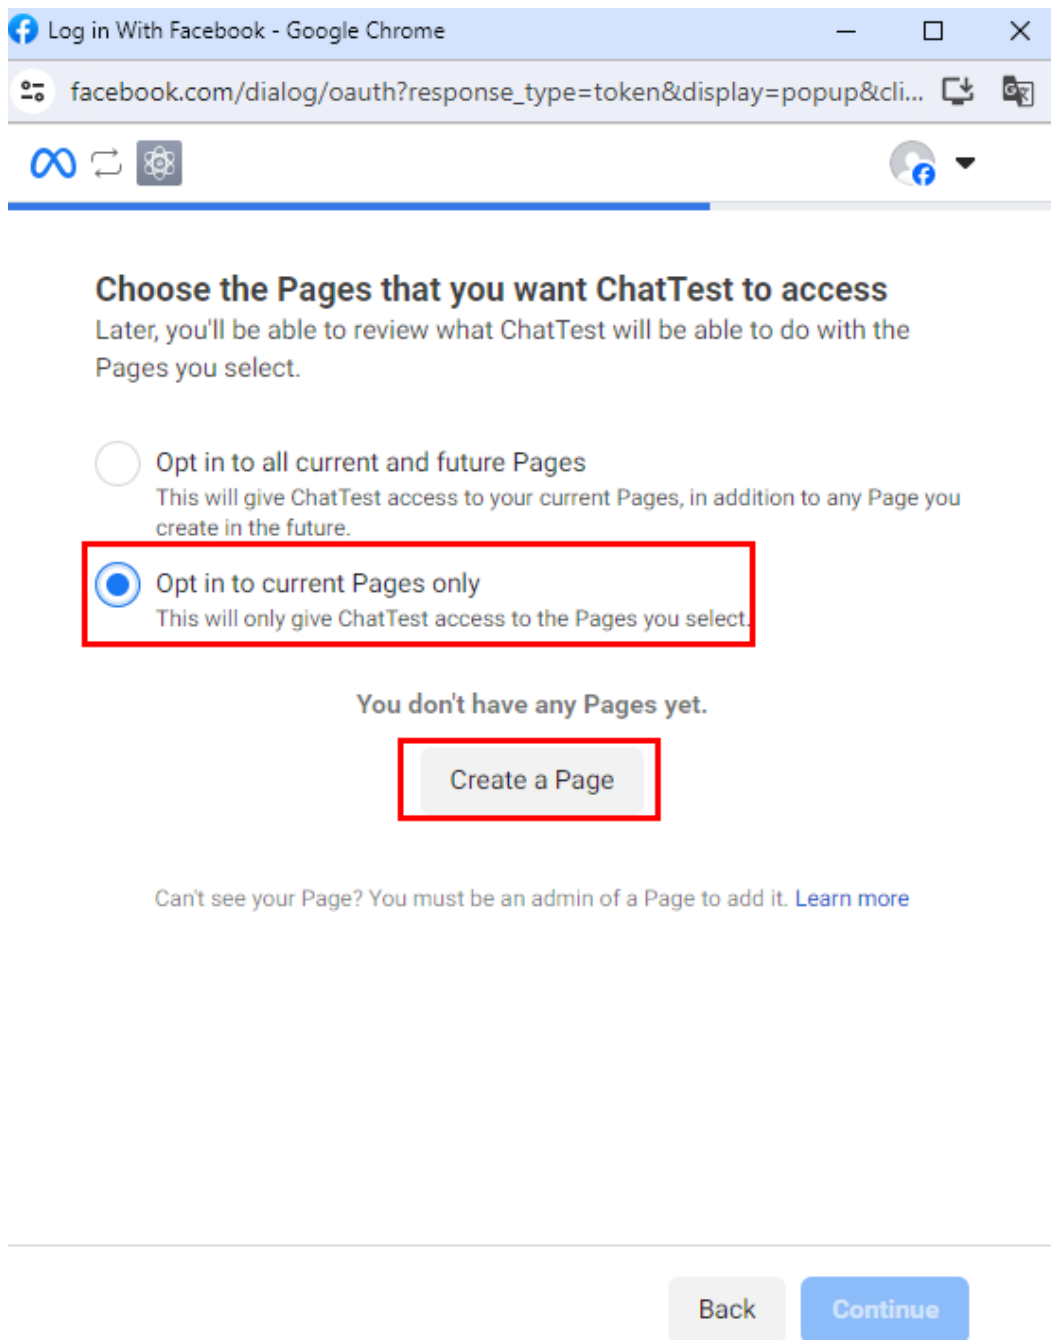 Log in With Facebook - Google Chrome
facebook.com/dialog/oauth?response_type=token&display=popup&cli...
Choose the Pages that you want ChatTest to access
Later, you'll be able to review what ChatTest will be able to do with the
Pages you select.
Opt in to all current and future Pages
This will give ChatTest access to your current Pages, in addition to any Page you
create in the future.
Opt in to current Pages only
This will only give ChatTest access to the Pages you select.
You don't have any Pages yet.
Create a Page
Can't see your Page? You must be an admin of a Page to add it. Learn more
Back Continue